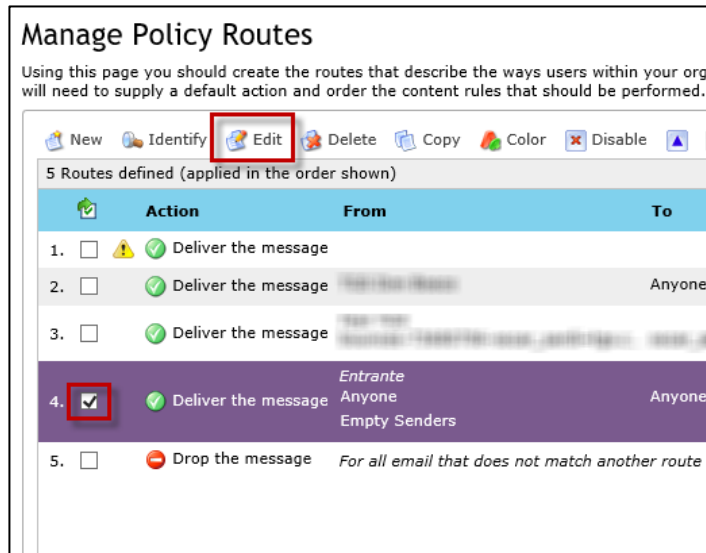 Manage Policy Routes
Using this page you should create the routes that describe the ways users within your org
will need to supply a default action and order the content rules that should be performed.
New Identify Edit Delete Copy Color Disable
5 Routes defined (applied in the order shown)
Action From To
1. Deliver the message
2. Deliver the message Anyone
3. Deliver the message
Entrante
4. Deliver the message Anyone Anyone
Empty Senders
5. Drop the message For all email that does not match another route